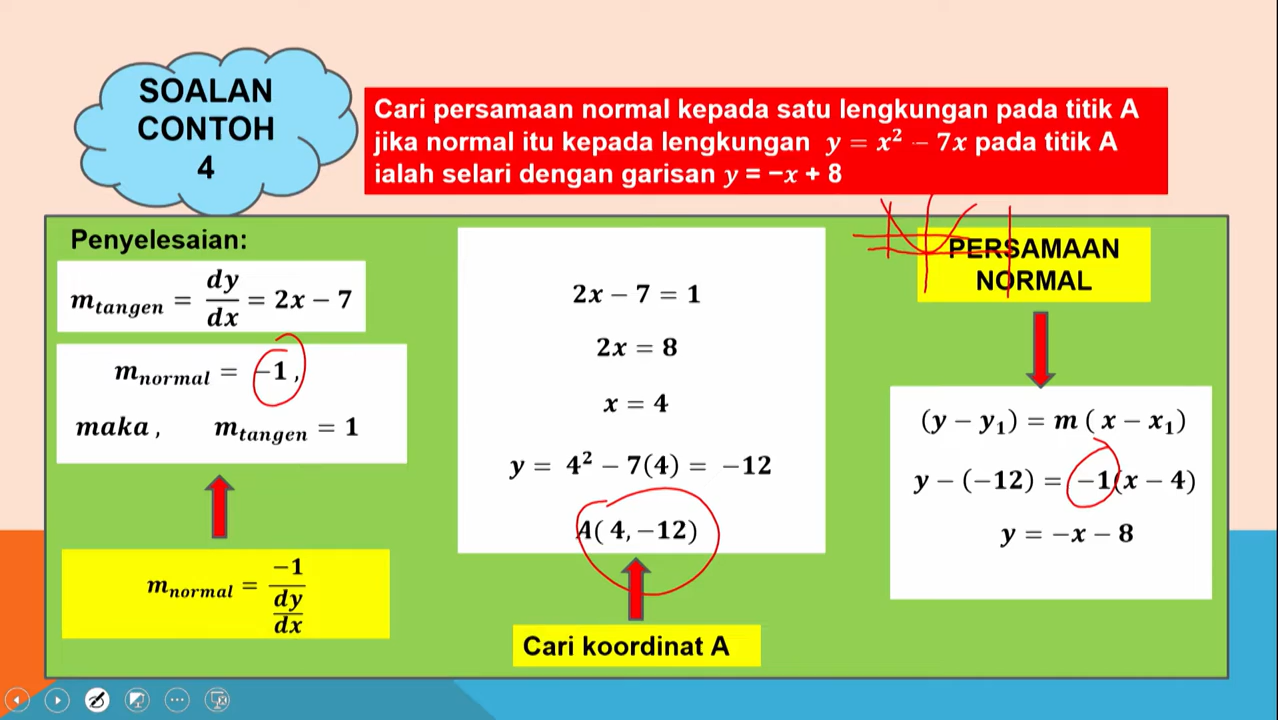 SOALAN
CONTOH
4
Cari persamaan normal kepada satu lengkungan pada titik A
jika normal itu kepada lengkungan y = x² − 7x pada titik A
ialah selari dengan garisan y = −x + 8
Penyelesaian:
m_tangen = dy/dx = 2x − 7
m_normal = −1,
maka, m_tangen = 1
m_normal = −1/(dy/dx)
2x − 7 = 1
2x = 8
x = 4
y = 4² − 7(4) = −12
A( 4, −12)
Cari koordinat A
PERSAMAAN
NORMAL
(y − y₁) = m ( x − x₁)
y − (−12) = −1(x − 4)
y = −x − 8